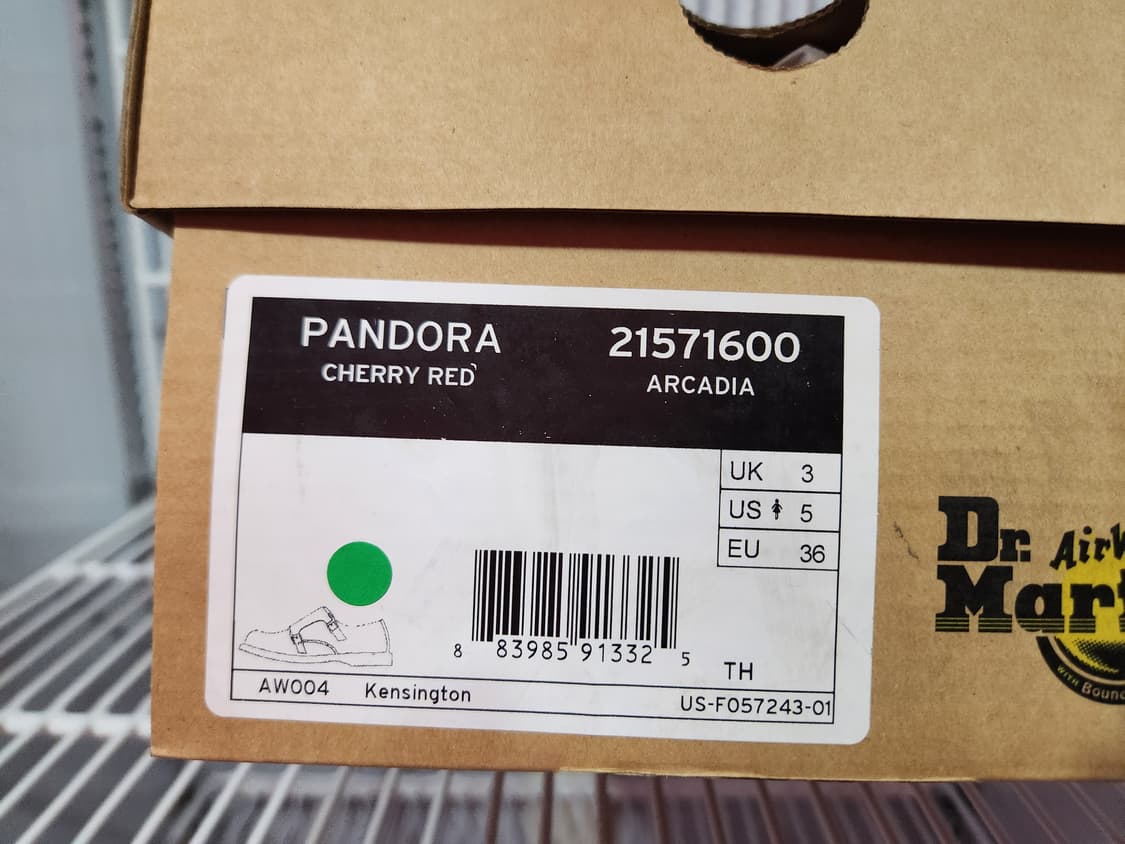 PANDORA
CHERRY RED
21571600
ARCADIA
UK 3
US 5
EU 36
8 83985 91332 5
TH
AW004 Kensington
US-F057243-01
Dr.
WITH